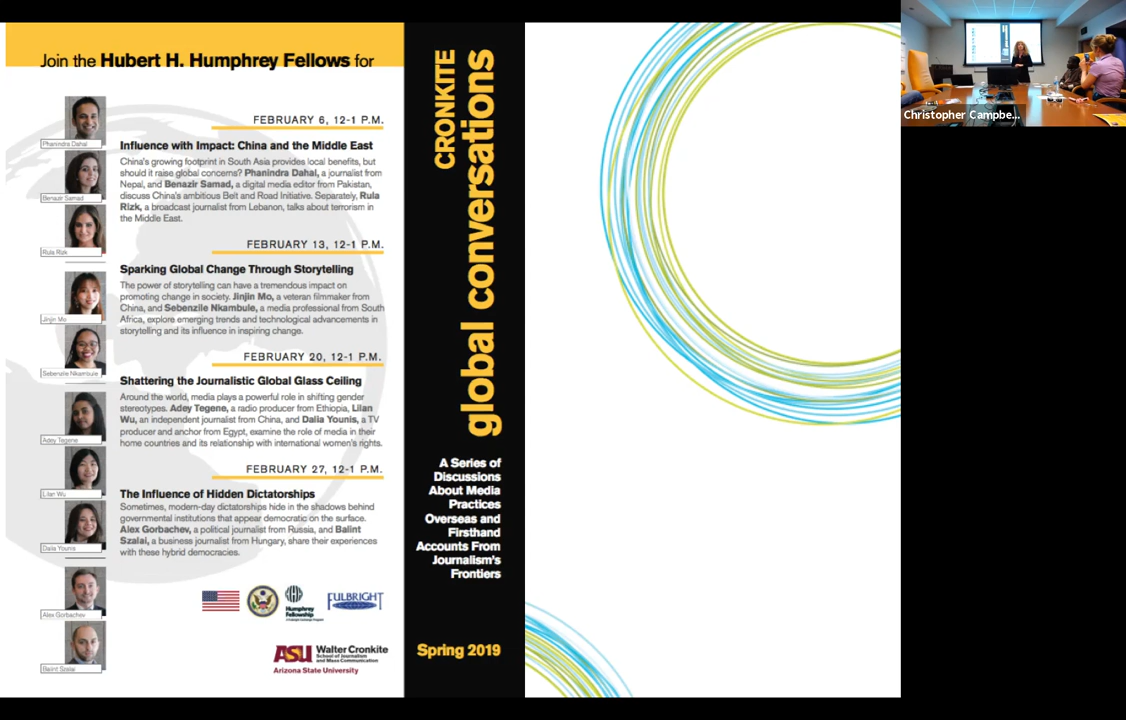 Join the Hubert H. Humphrey Fellows for
FEBRUARY 6, 12-1 P.M.
Phanindra Dahal
Influence with Impact: China and the Middle East
China's growing footprint in South Asia provides local benefits, but
should it raise global concerns? Phanindra Dahal, a journalist from
Nepal, and Benazir Samad, a digital media editor from Pakistan,
discuss China's ambitious Belt and Road Initiative. Separately, Rula
Rizk, a broadcast journalist from Lebanon, talks about terrorism in
the Middle East.
Benazir Samad
Rula Rizk
FEBRUARY 13, 12-1 P.M.
Sparking Global Change Through Storytelling
The power of storytelling can have a tremendous impact on
promoting change in society. Jinjin Mo, a veteran filmmaker from
China, and Sebenzile Nkambule, a media professional from South
Africa, explore emerging trends and technological advancements in
storytelling and its influence in inspiring change.
Jinjin Mo
Sebenzile Nkambule
FEBRUARY 20, 12-1 P.M.
Shattering the Journalistic Global Glass Ceiling
Around the world, media plays a powerful role in shifting gender
stereotypes. Adey Tegene, a radio producer from Ethiopia, Lilan
Wu, an independent journalist from China, and Dalia Younis, a TV
producer and anchor from Egypt, examine the role of media in their
home countries and its relationship with international women's rights.
Adey Tegene
Lilan Wu
Dalia Younis
FEBRUARY 27, 12-1 P.M.
The Influence of Hidden Dictatorships
Sometimes, modern-day dictatorships hide in the shadows behind
governmental institutions that appear democratic on the surface.
Alex Gorbachev, a political journalist from Russia, and Balint
Szalai, a business journalist from Hungary, share their experiences
with these hybrid democracies.
Alex Gorbachev
Balint Szalai
Humphrey
Fellowship
Program
FULBRIGHT
ASU Walter Cronkite
School of Journalism
and Mass Communication
Arizona State University
CRONKITE
global conversations
A Series of
Discussions
About Media
Practices
Overseas and
Firsthand
Accounts From
Journalism's
Frontiers
Spring 2019
Christopher Campbe...